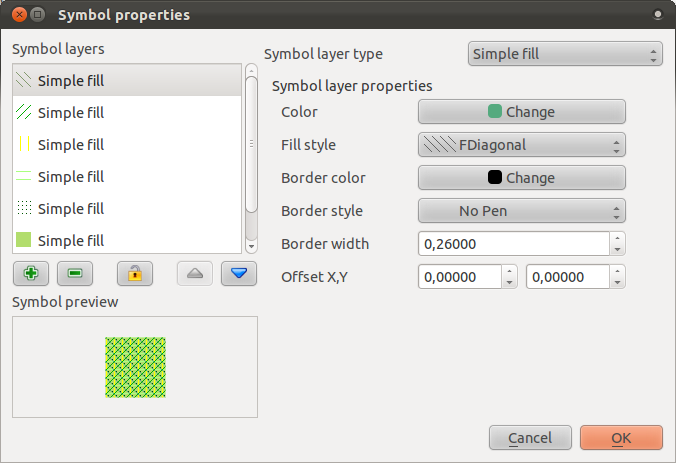 Symbol properties
Symbol layers
Simple fill
Simple fill
Simple fill
Simple fill
Simple fill
Simple fill
Symbol preview
Symbol layer type Simple fill
Symbol layer properties
Color Change
Fill style FDiagonal
Border color Change
Border style No Pen
Border width 0,26000
Offset X,Y 0,00000 0,00000
Cancel OK